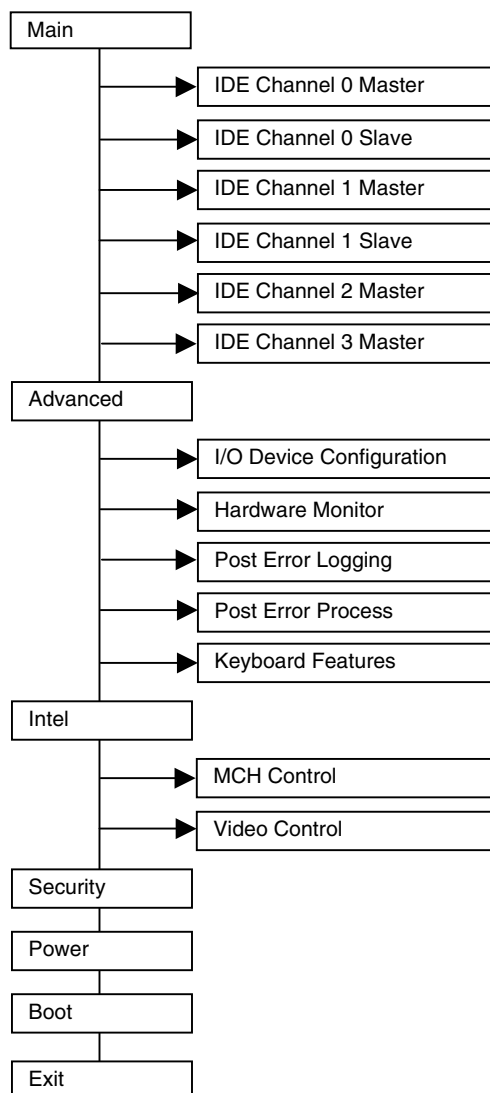 Main
IDE Channel 0 Master
IDE Channel 0 Slave
IDE Channel 1 Master
IDE Channel 1 Slave
IDE Channel 2 Master
IDE Channel 3 Master
Advanced
I/O Device Configuration
Hardware Monitor
Post Error Logging
Post Error Process
Keyboard Features
Intel
MCH Control
Video Control
Security
Power
Boot
Exit